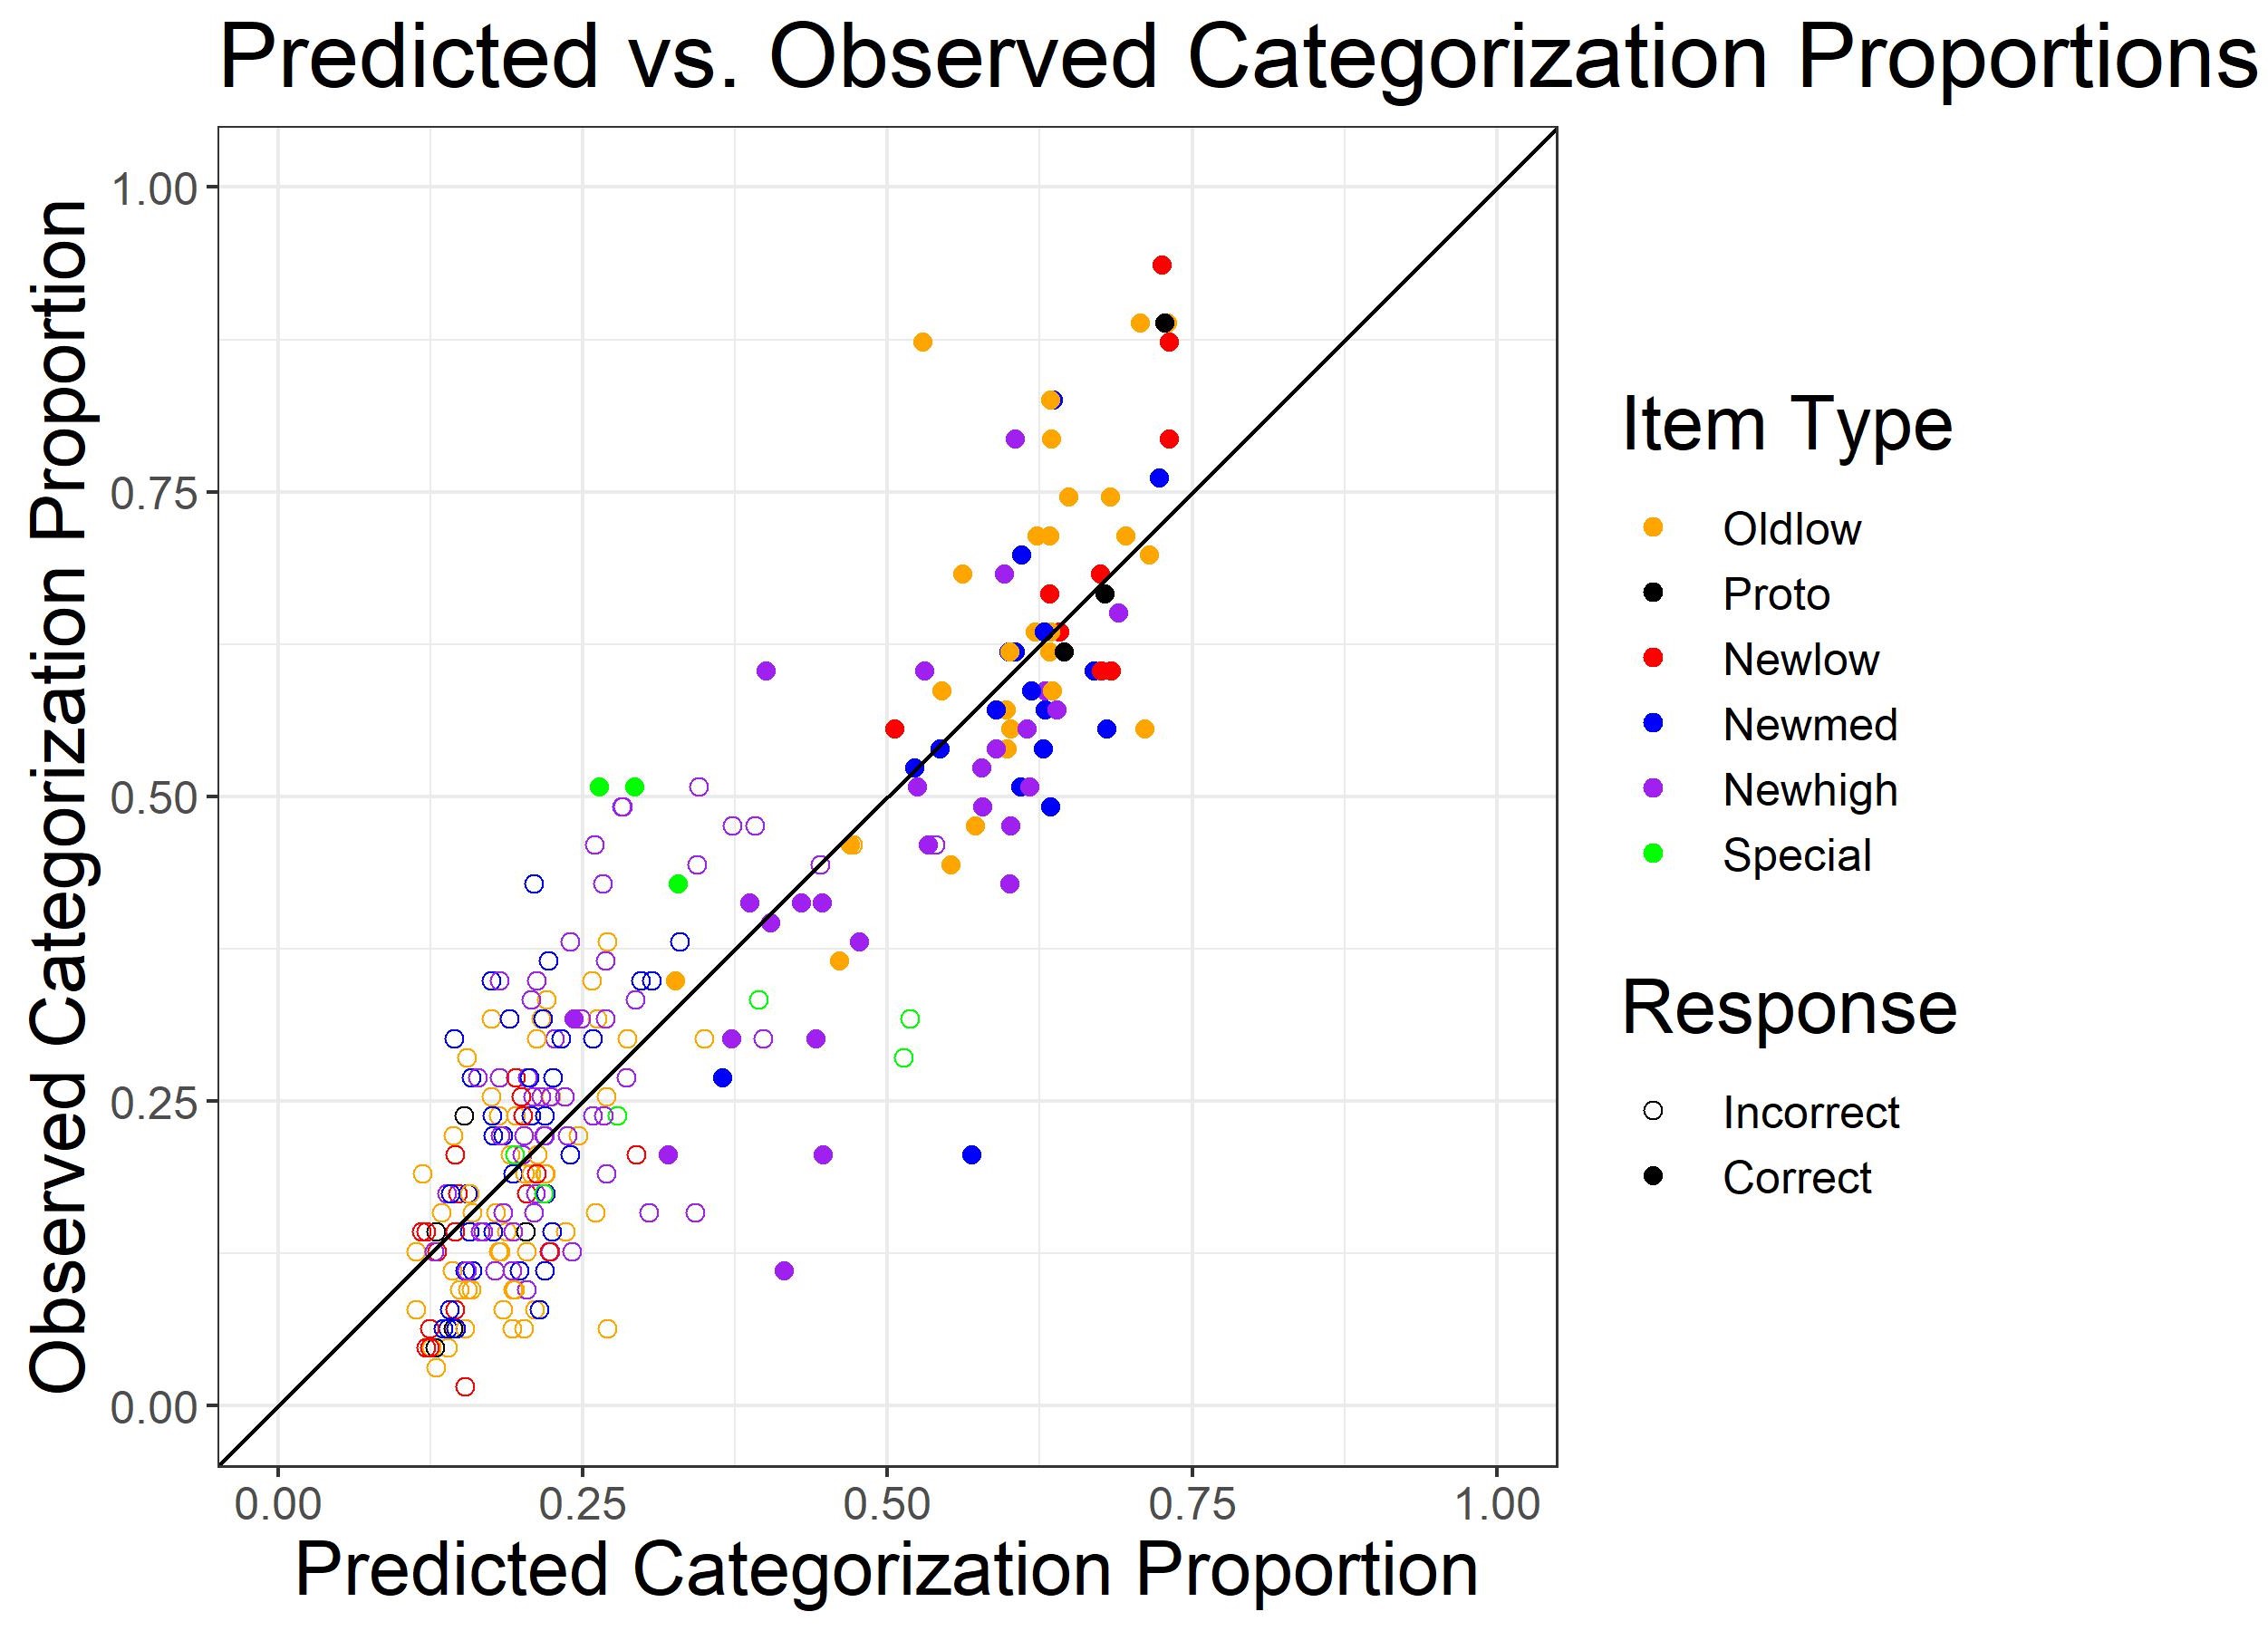 Predicted vs. Observed Categorization Proportions
Observed Categorization Proportion
1.00
0.75
0.50
0.25
0.00
0.00 0.25 0.50 0.75 1.00
Predicted Categorization Proportion
Item Type
Oldlow
Proto
Newlow
Newmed
Newhigh
Special
Response
Incorrect
Correct